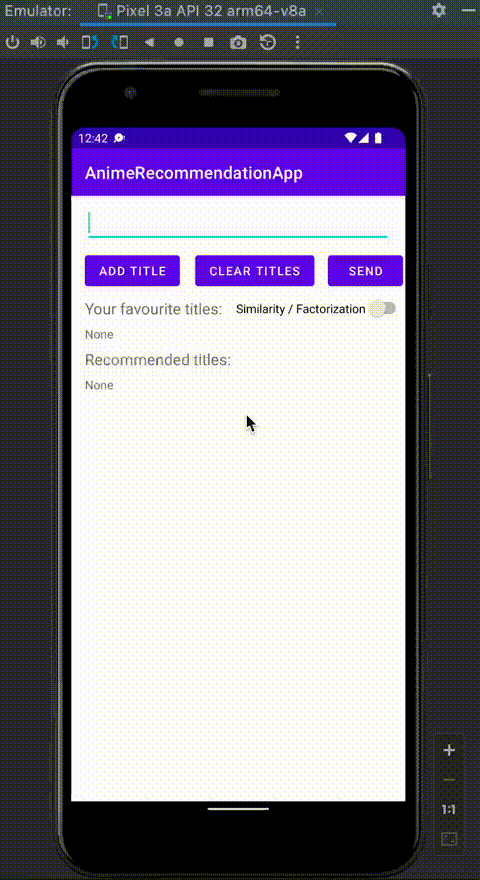 Emulator: Pixel 3a API 32 arm64-v8a
12:42
AnimeRecommendationApp
ADD TITLE CLEAR TITLES SEND
Your favourite titles: Similarity / Factorization
None
Recommended titles:
None
1:1